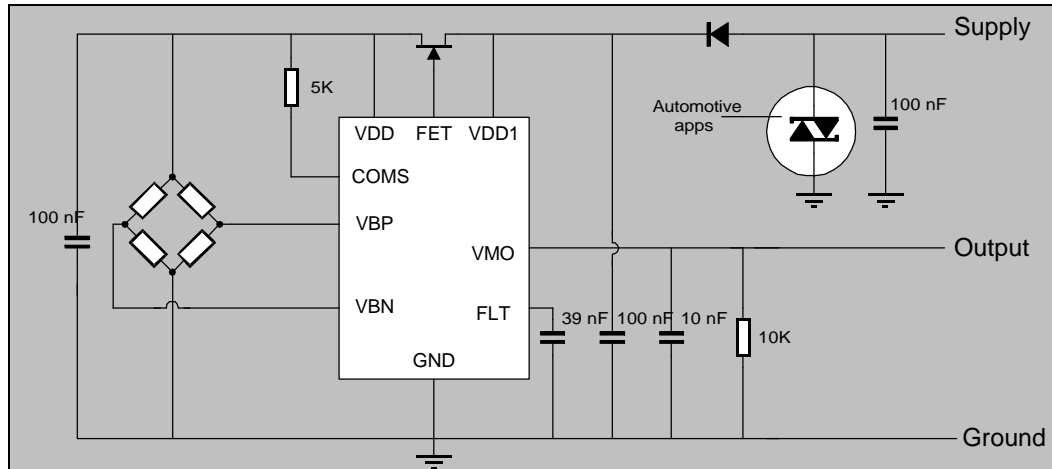 Supply
5K
Automotive
apps
100 nF
VDD
FET
VDD1
COMS
100 nF
VBP
VMO
Output
VBN
FLT
39 nF
100 nF
10 nF
10K
GND
Ground